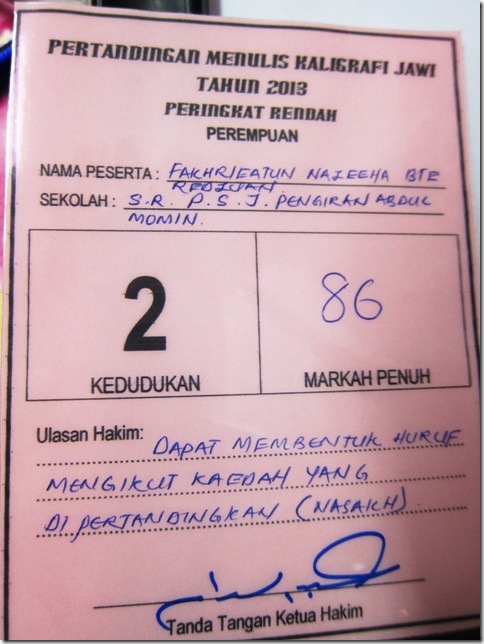 PERTANDINGAN MENULIS KALIGRAFI JAWI
TAHUN 2013
PERINGKAT RENDAH
PEREMPUAN
NAMA PESERTA : FAKHRIEATUN NAZEEHA BTE
REDZUAN
SEKOLAH : S.R. P.S.J. PENGIRAN ABDUL
MOMIN.
2
KEDUDUKAN
86
MARKAH PENUH
Ulasan Hakim: DAPAT MEMBENTUK HURUF
MENGIKUT KAEDAH YANG
DI PERTANDINGKAN (NASAKH)
Tanda Tangan Ketua Hakim